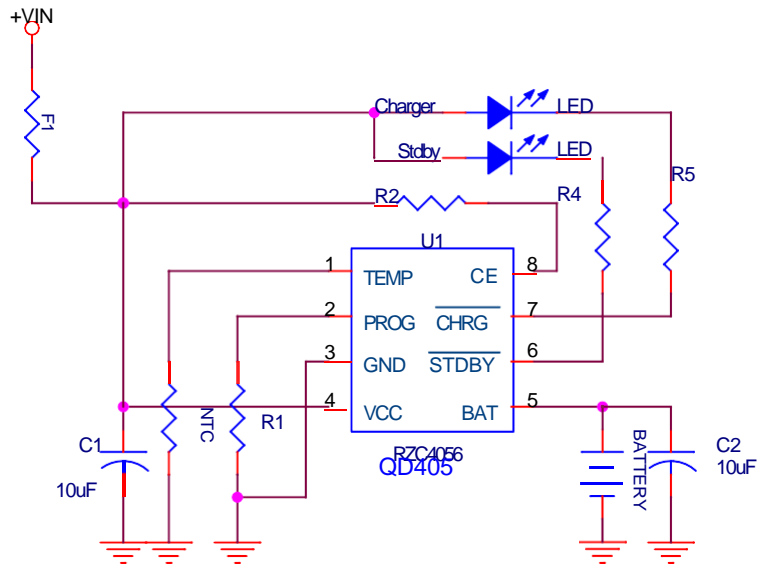 +VIN
F1
Charger
LED
Stdby
LED
R2
R4
R5
U1
1
TEMP
CE
8
2
PROG
CHRG
7
3
GND
STDBY
6
4
VCC
BAT
5
NTC
R1
RZC4056
QD405
C1
10uF
BATTERY
C2
10uF